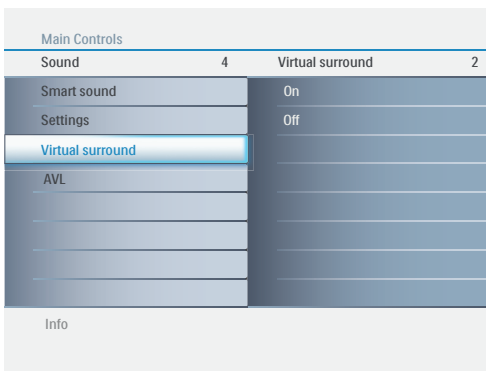 Main Controls
Sound 4 Virtual surround 2
Smart sound On
Settings Off
Virtual surround
AVL
Info